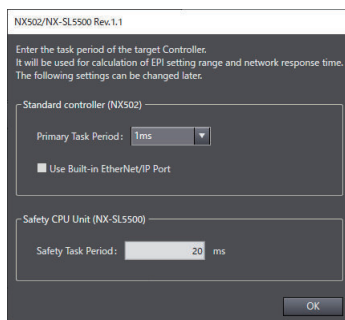 NX502/NX-SL5500 Rev.1.1
Enter the task period of the target Controller.
It will be used for calculation of EPI setting range and network response time.
The following settings can be changed later.
Standard controller (NX502)
Primary Task Period: 1ms
Use Built-in EtherNet/IP Port
Safety CPU Unit (NX-SL5500)
Safety Task Period: 20 ms
OK